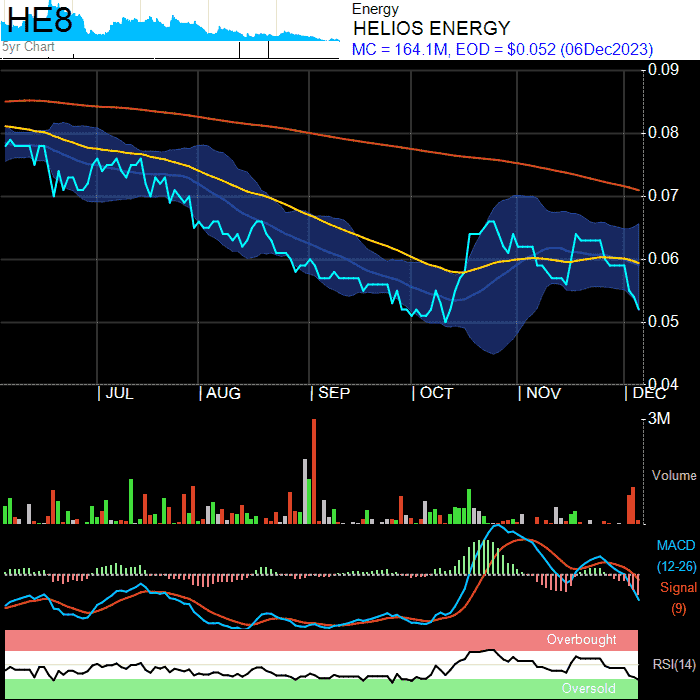 HE8
5yr Chart
Energy
HELIOS ENERGY
MC = 164.1M, EOD = $0.052 (06Dec2023)
0.09
0.08
0.07
0.06
0.05
0.04
| JUL | AUG | SEP | OCT | NOV | DEC
3M
Volume
MACD
(12-26)
Signal
(9)
Overbought
RSI(14)
Oversold